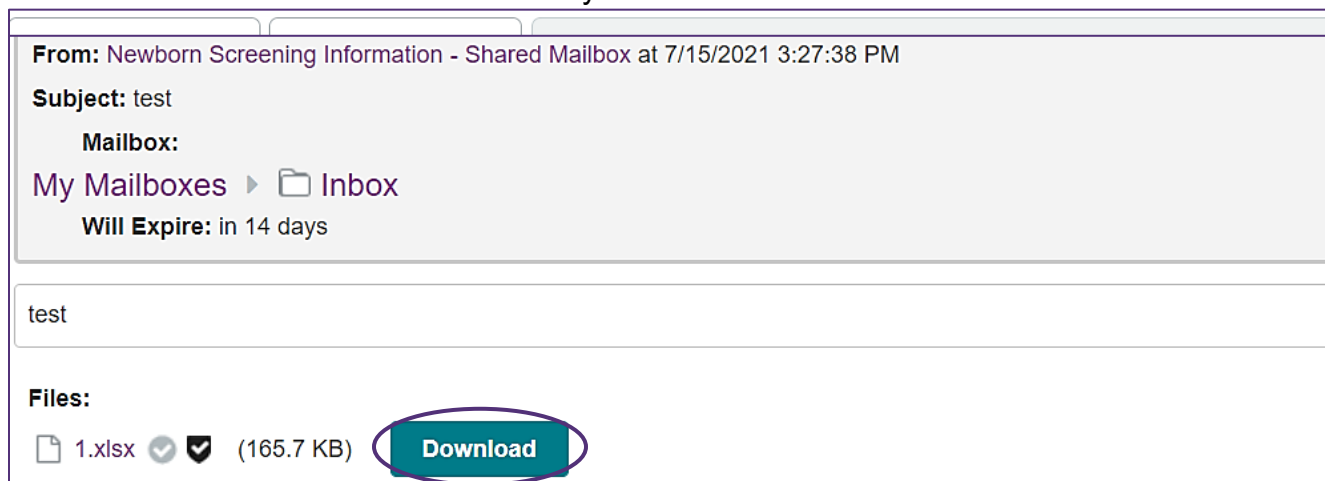 From: Newborn Screening Information - Shared Mailbox at 7/15/2021 3:27:38 PM
Subject: test
Mailbox:
My Mailboxes Inbox
Will Expire: in 14 days
test
Files:
1.xlsx (165.7 KB) Download